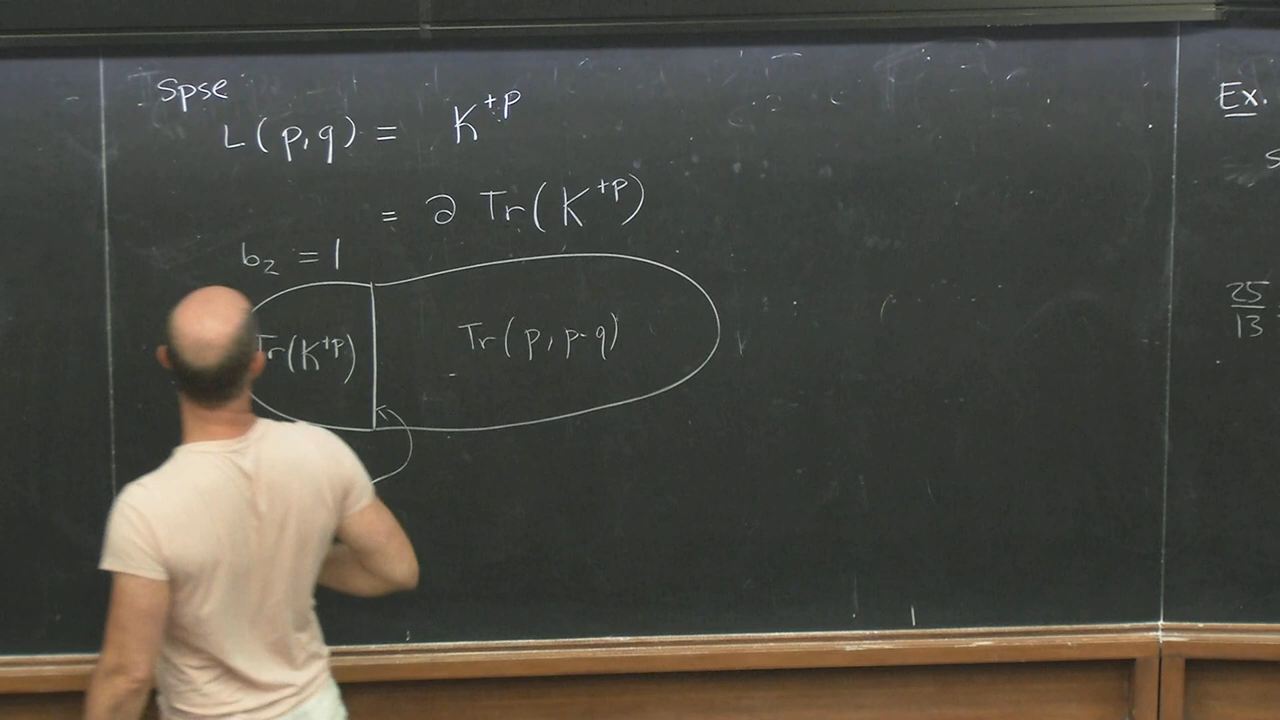 Spse
L(p,q) = K^{+p}
= ∂ Tr(K^{+p})
b_2 = 1
Tr(K^{+p})
Tr(p, p-q)
Ex.
25
13